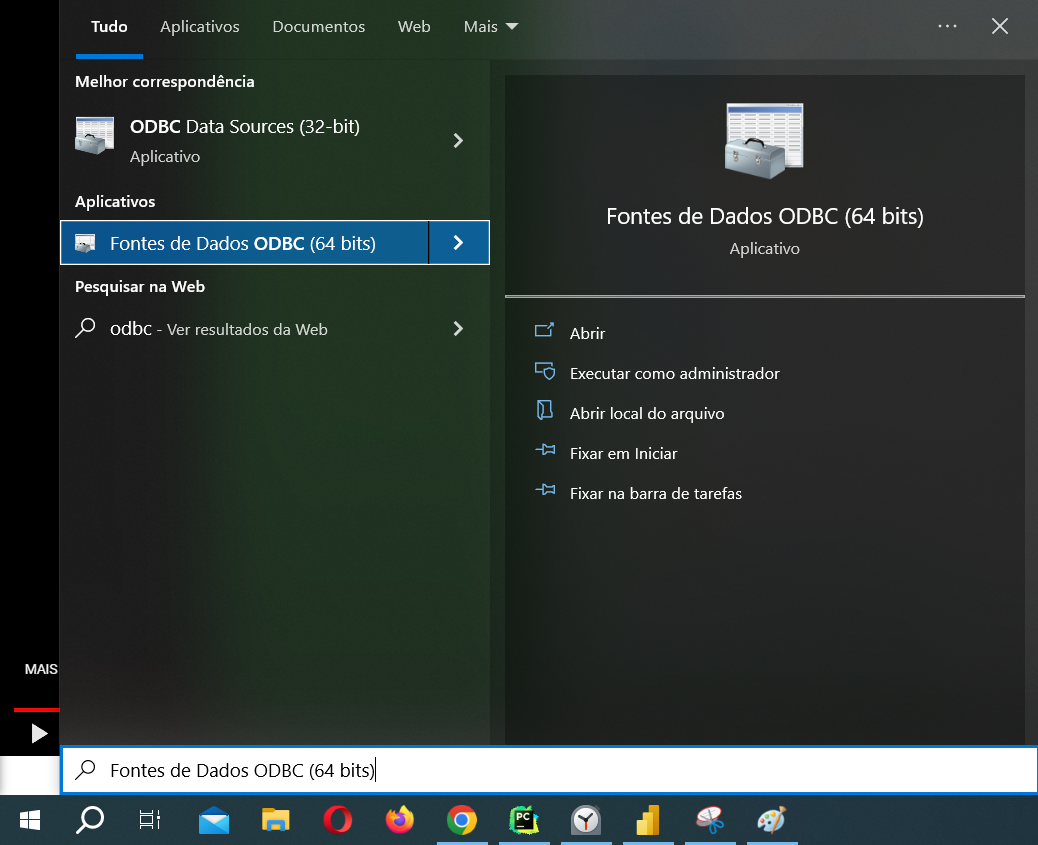 Tudo
Aplicativos
Documentos
Web
Mais
Melhor correspondência
ODBC Data Sources (32-bit)
Aplicativo
Aplicativos
Fontes de Dados ODBC (64 bits)
Pesquisar na Web
odbc - Ver resultados da Web
Fontes de Dados ODBC (64 bits)
Aplicativo
Abrir
Executar como administrador
Abrir local do arquivo
Fixar em Iniciar
Fixar na barra de tarefas
MAIS
Fontes de Dados ODBC (64 bits)
PC